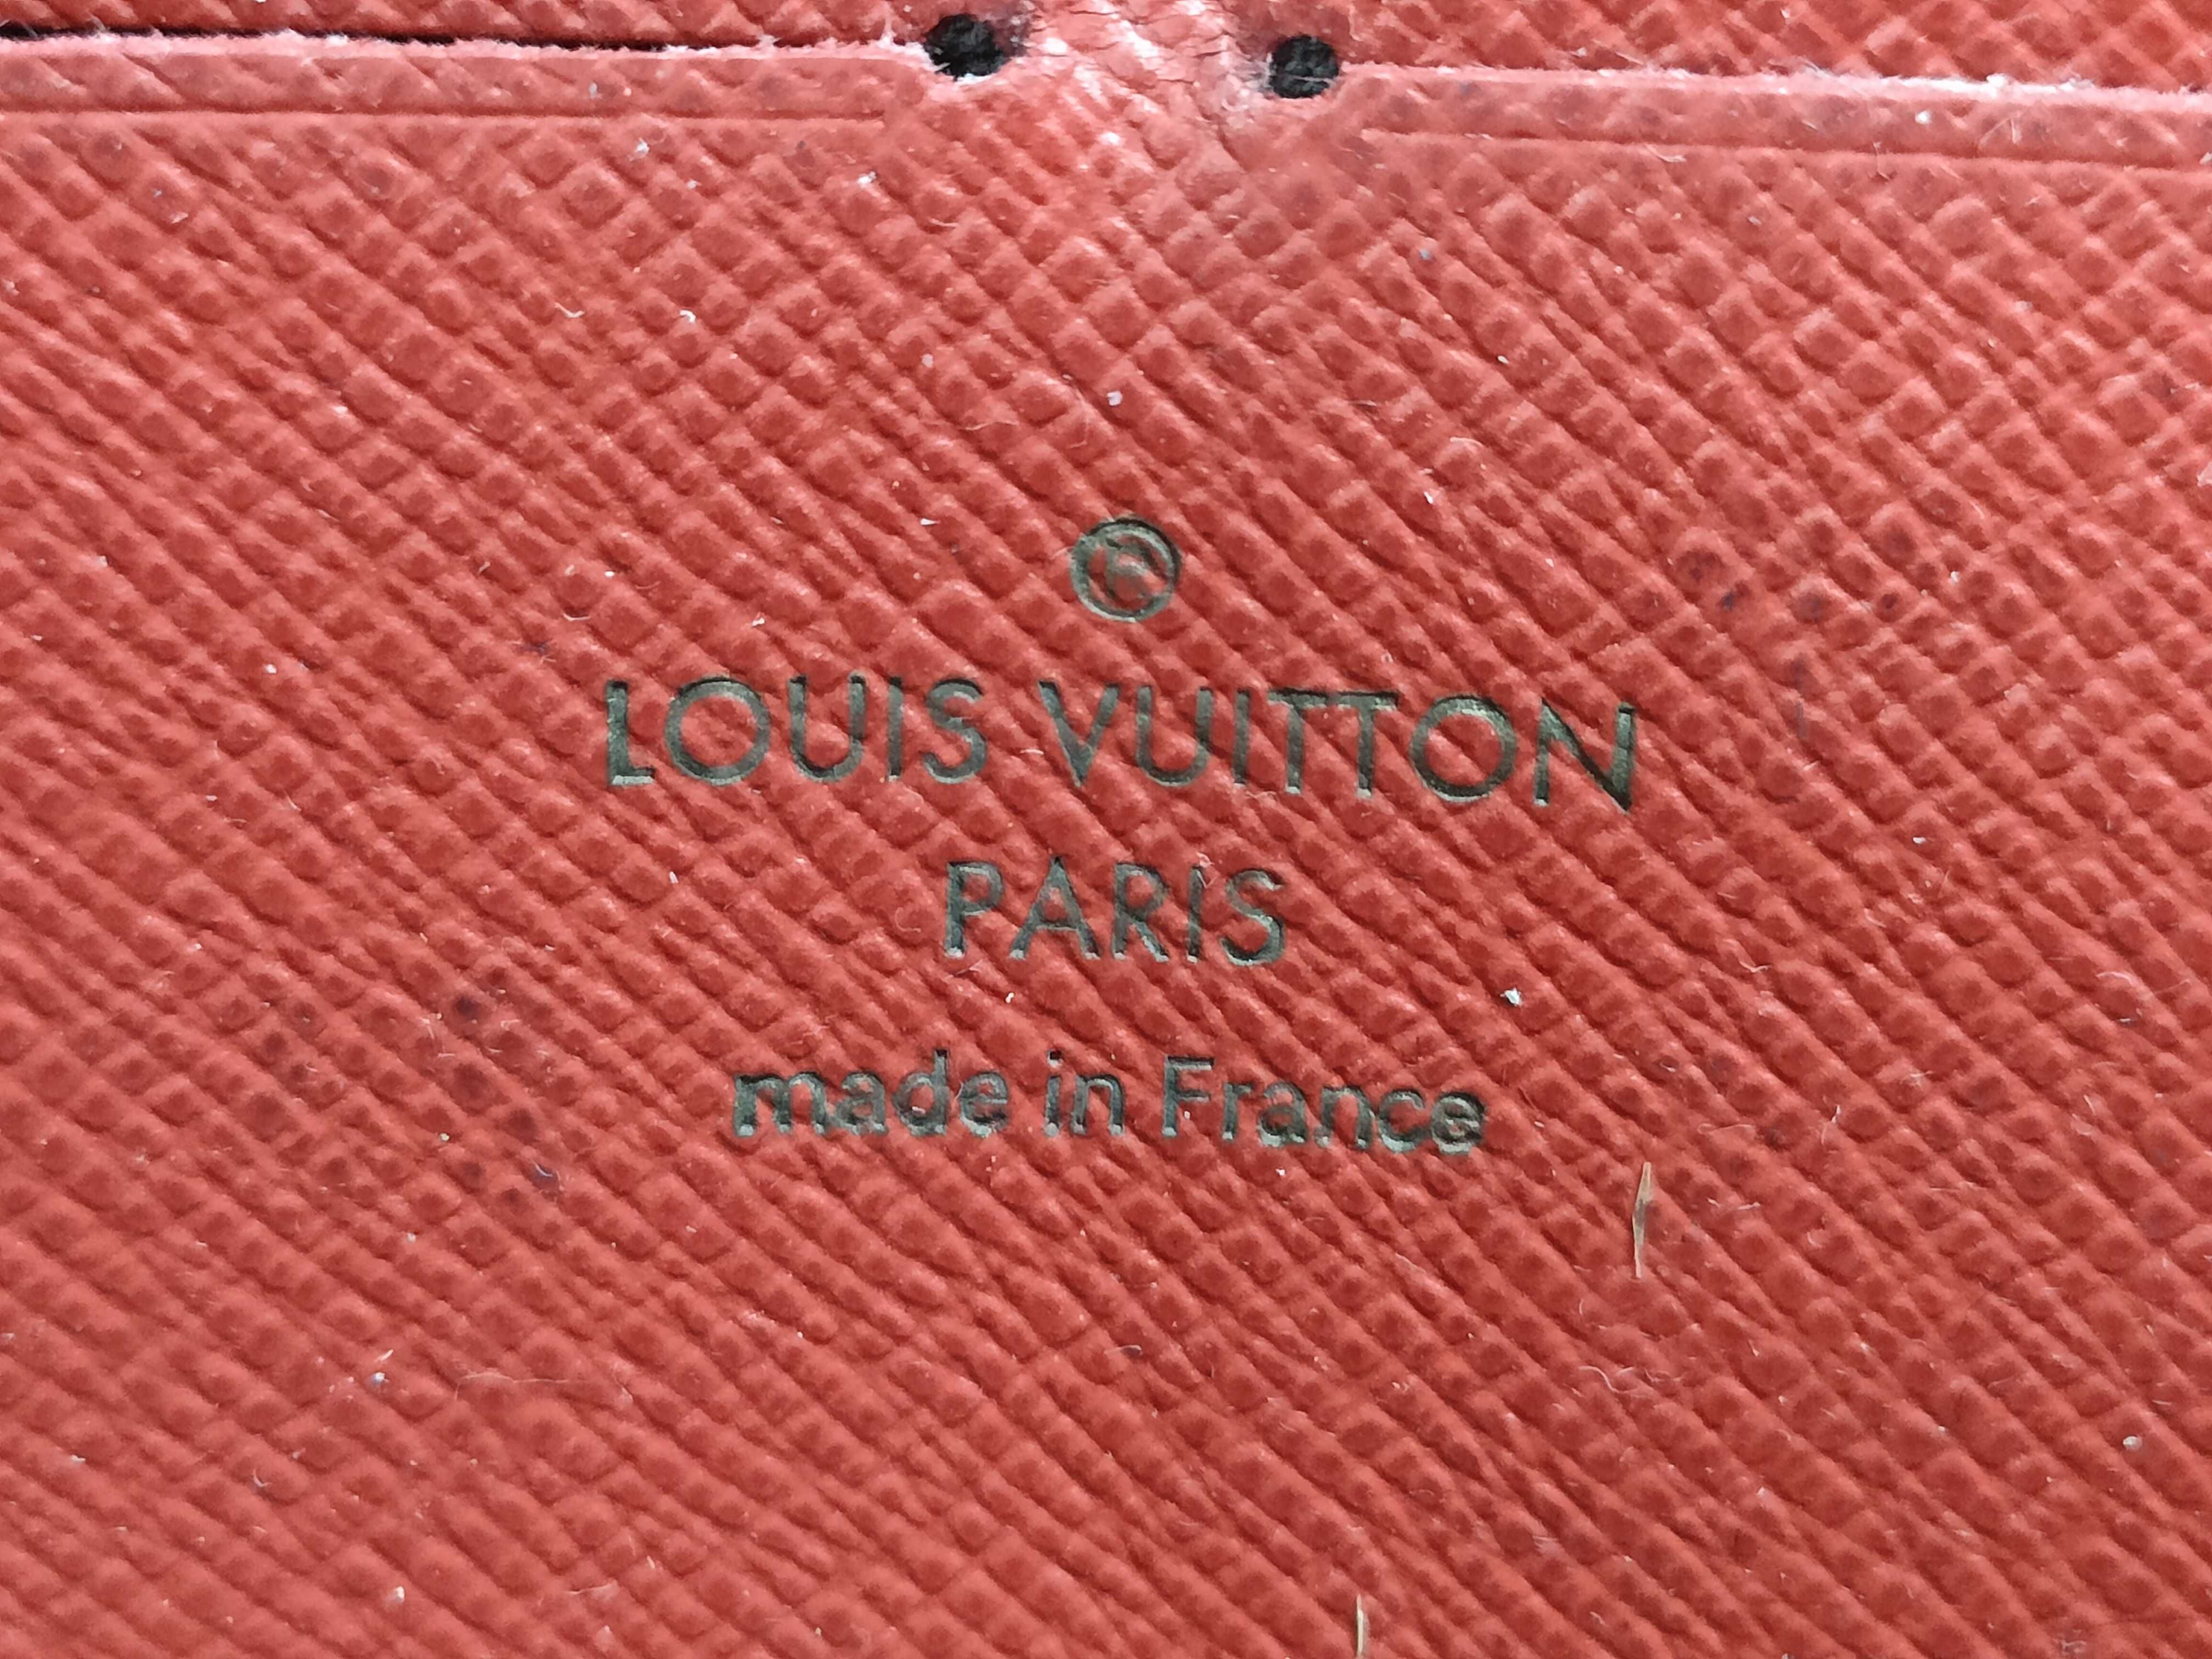 ®
LOUIS VUITTON
PARIS
made in France